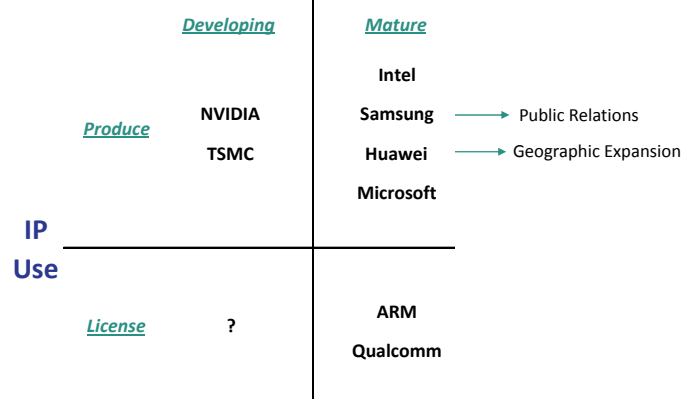 Developing
Mature
Intel
Produce
NVIDIA
Samsung
Public Relations
TSMC
Huawei
Geographic Expansion
Microsoft
IP
Use
License
?
ARM
Qualcomm